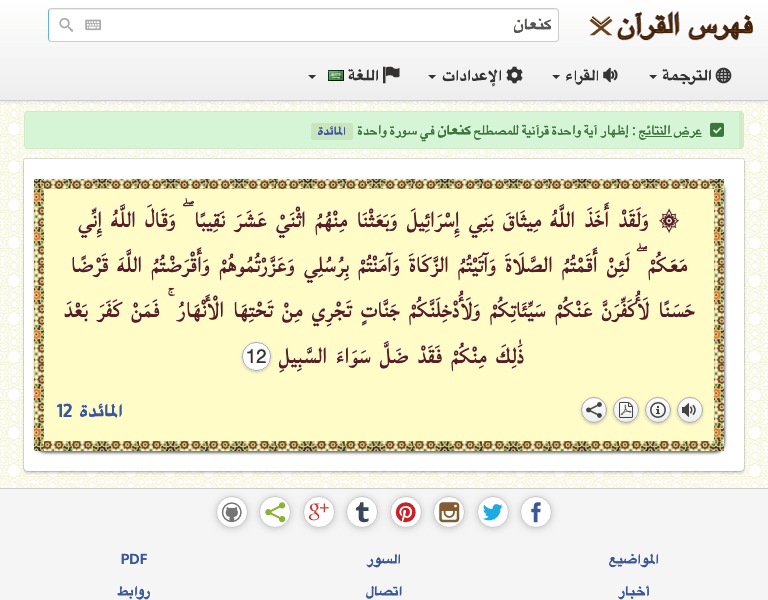 فهرس القرآن
كنعان
الترجمة
القراء
الإعدادات
اللغة
عرض النتائج : إظهار آية واحدة قرآنية للمصطلح كنعان في سورة واحدة المائدة
۞ وَلَقَدْ أَخَذَ اللَّهُ مِيثَاقَ بَنِي إِسْرَائِيلَ وَبَعَثْنَا مِنْهُمُ اثْنَيْ عَشَرَ نَقِيبًا ۖ وَقَالَ اللَّهُ إِنِّي
مَعَكُمْ ۖ لَئِنْ أَقَمْتُمُ الصَّلَاةَ وَآتَيْتُمُ الزَّكَاةَ وَآمَنْتُمْ بِرُسُلِي وَعَزَّرْتُمُوهُمْ وَأَقْرَضْتُمُ اللَّهَ قَرْضًا
حَسَنًا لَأُكَفِّرَنَّ عَنْكُمْ سَيِّئَاتِكُمْ وَلَأُدْخِلَنَّكُمْ جَنَّاتٍ تَجْرِي مِنْ تَحْتِهَا الْأَنْهَارُ ۚ فَمَنْ كَفَرَ بَعْدَ
ذَٰلِكَ مِنْكُمْ فَقَدْ ضَلَّ سَوَاءَ السَّبِيلِ 12
المائدة 12
المواضيع
السور
PDF
أخبار
اتصال
روابط